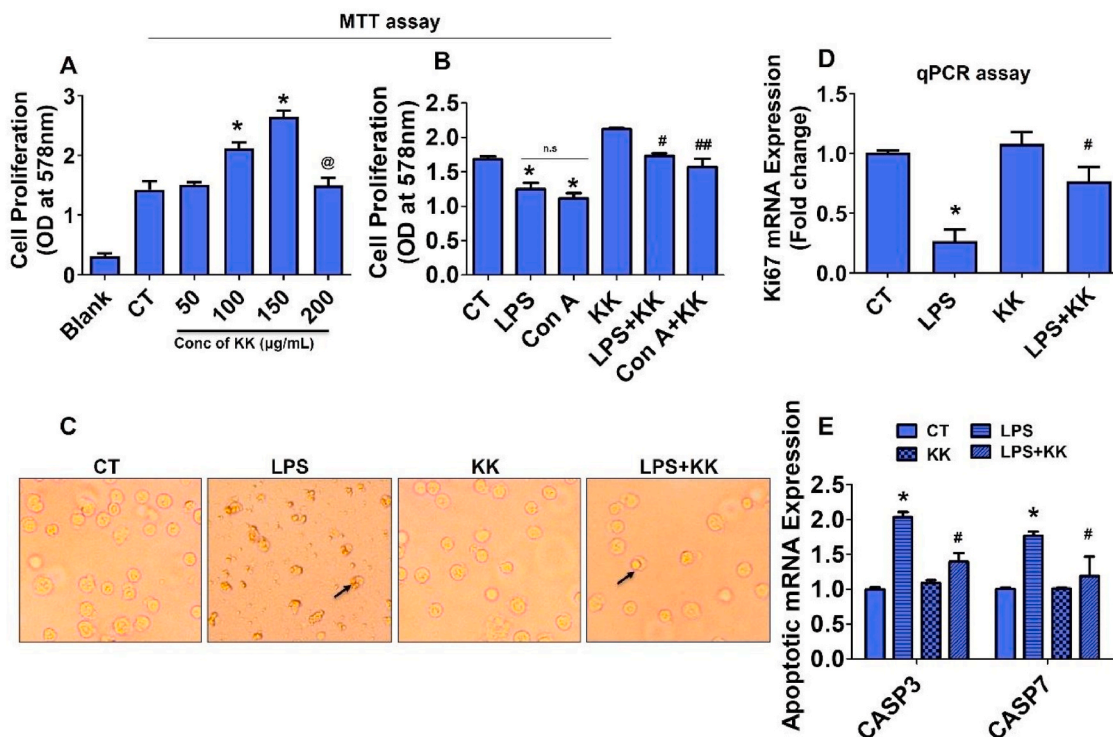 MTT assay
A
Cell Proliferation
(OD at 578nm)
3
2
1
0
*
*
@
Blank
CT
50
100
150
200
Conc of KK (µg/mL)
B
Cell Proliferation
(OD at 578nm)
2.5
2.0
1.5
1.0
0.5
0.0
n.s
*
*
#
##
CT
LPS
Con A
KK
LPS+KK
Con A+KK
D
qPCR assay
Ki67 mRNA Expression
(Fold change)
1.5
1.0
0.5
0.0
*
#
CT
LPS
KK
LPS+KK
C
CT
LPS
KK
LPS+KK
E
CT
LPS
KK
LPS+KK
Apoptotic mRNA Expression
2.5
2.0
1.5
1.0
0.5
0.0
*
#
*
#
CASP3
CASP7